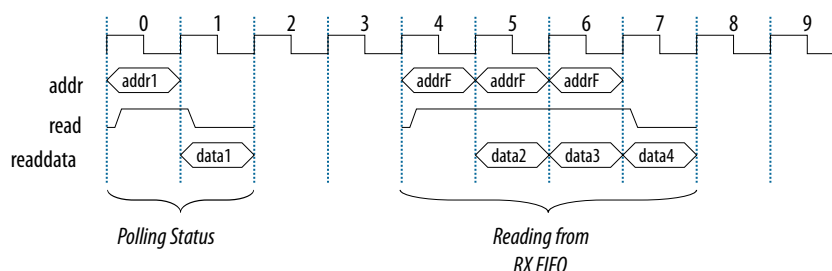 0 1 2 3 4 5 6 7 8 9
addr addr1 addrF addrF addrF
read
readdata data1 data2 data3 data4
Polling Status Reading from
RX FIFO